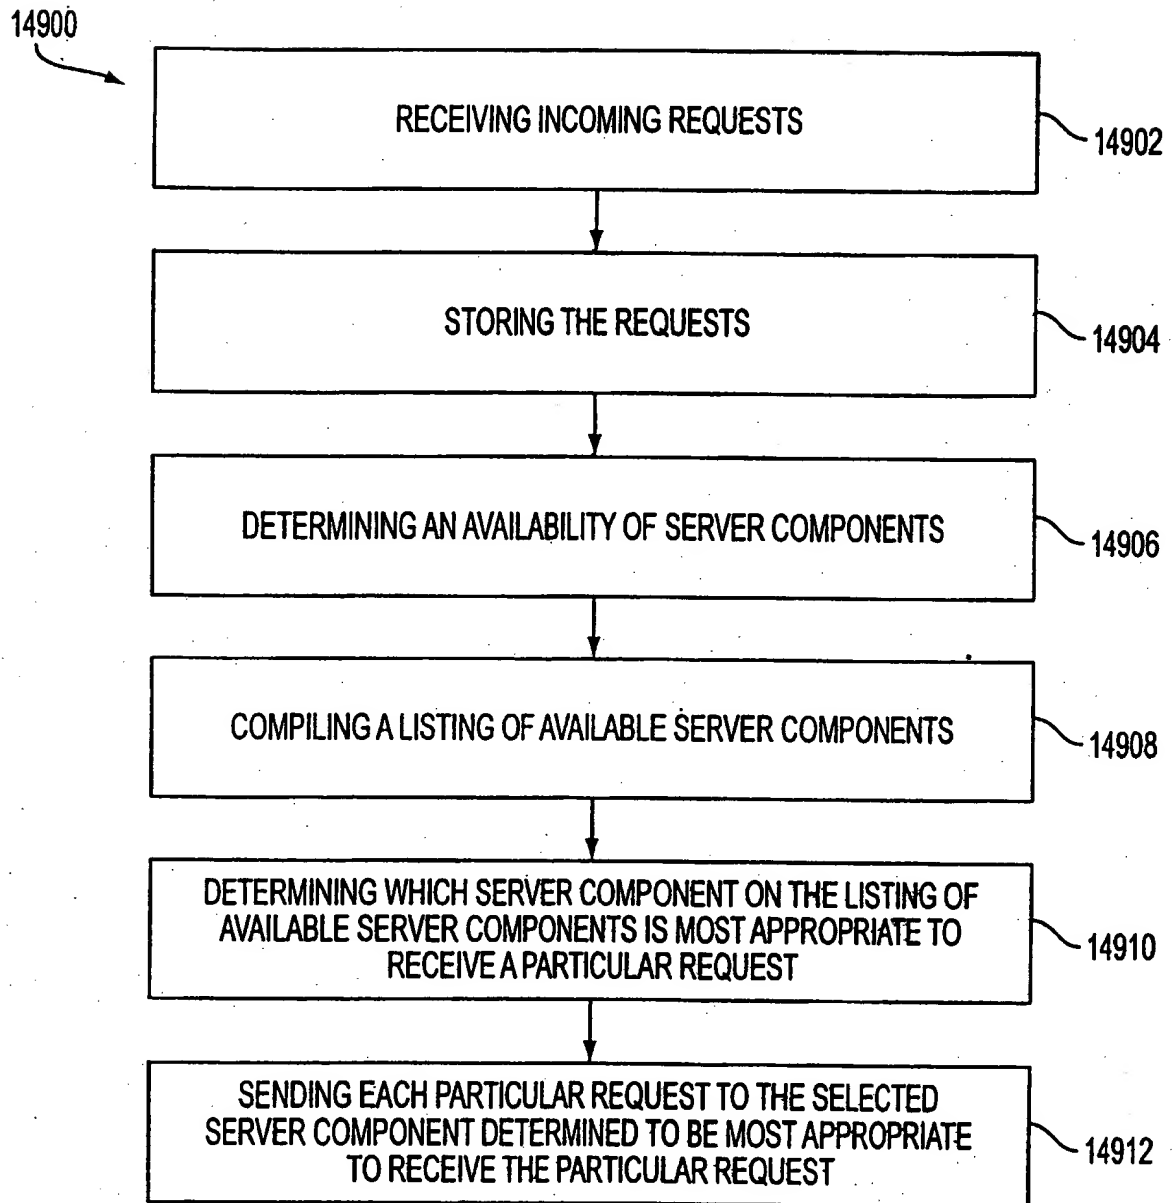 14900
RECEIVING INCOMING REQUESTS
14902
STORING THE REQUESTS
14904
DETERMINING AN AVAILABILITY OF SERVER COMPONENTS
14906
COMPILING A LISTING OF AVAILABLE SERVER COMPONENTS
14908
DETERMINING WHICH SERVER COMPONENT ON THE LISTING OF
AVAILABLE SERVER COMPONENTS IS MOST APPROPRIATE TO
RECEIVE A PARTICULAR REQUEST
14910
SENDING EACH PARTICULAR REQUEST TO THE SELECTED
SERVER COMPONENT DETERMINED TO BE MOST APPROPRIATE
TO RECEIVE THE PARTICULAR REQUEST
14912